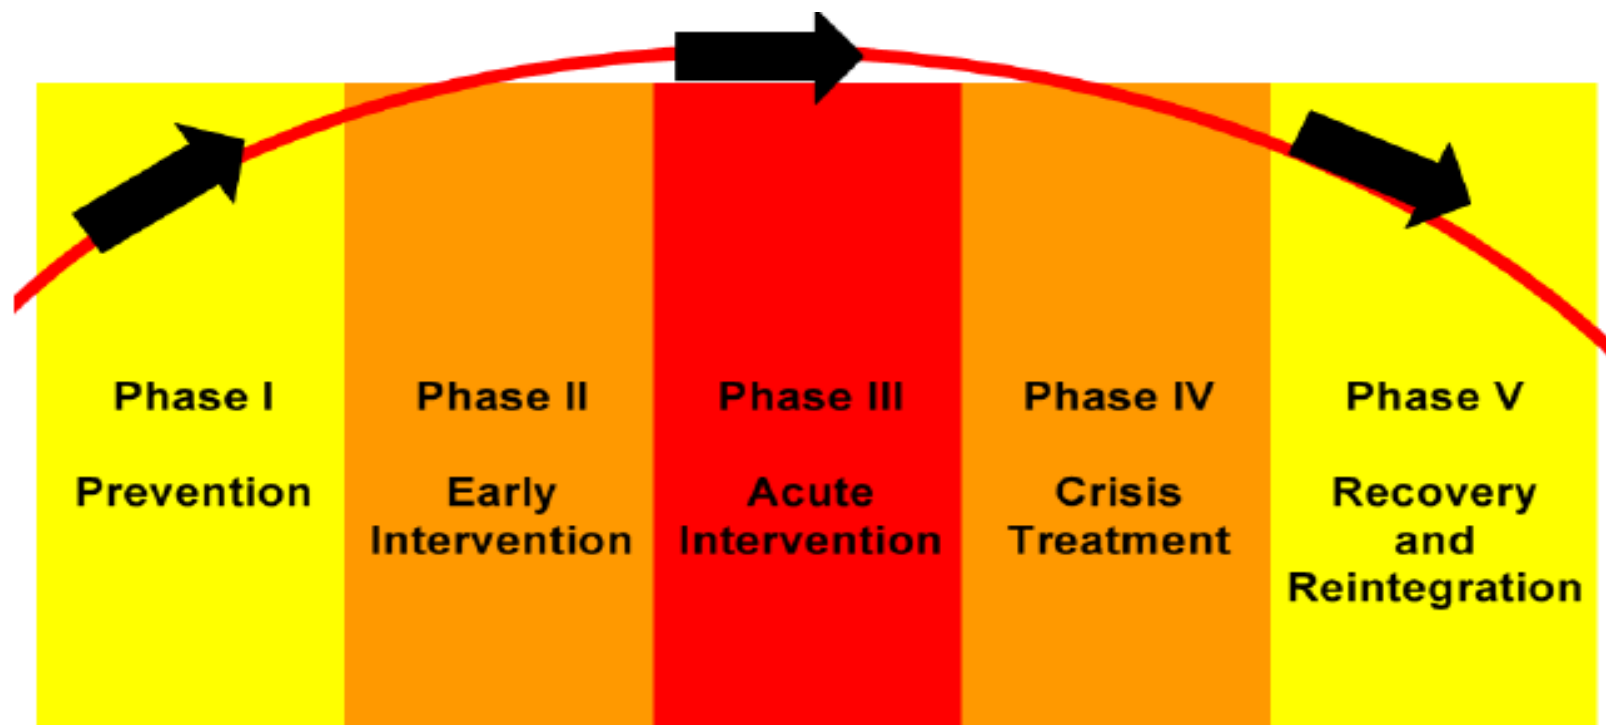 Phase I
Prevention
Phase II
Early
Intervention
Phase III
Acute
Intervention
Phase IV
Crisis
Treatment
Phase V
Recovery
and
Reintegration